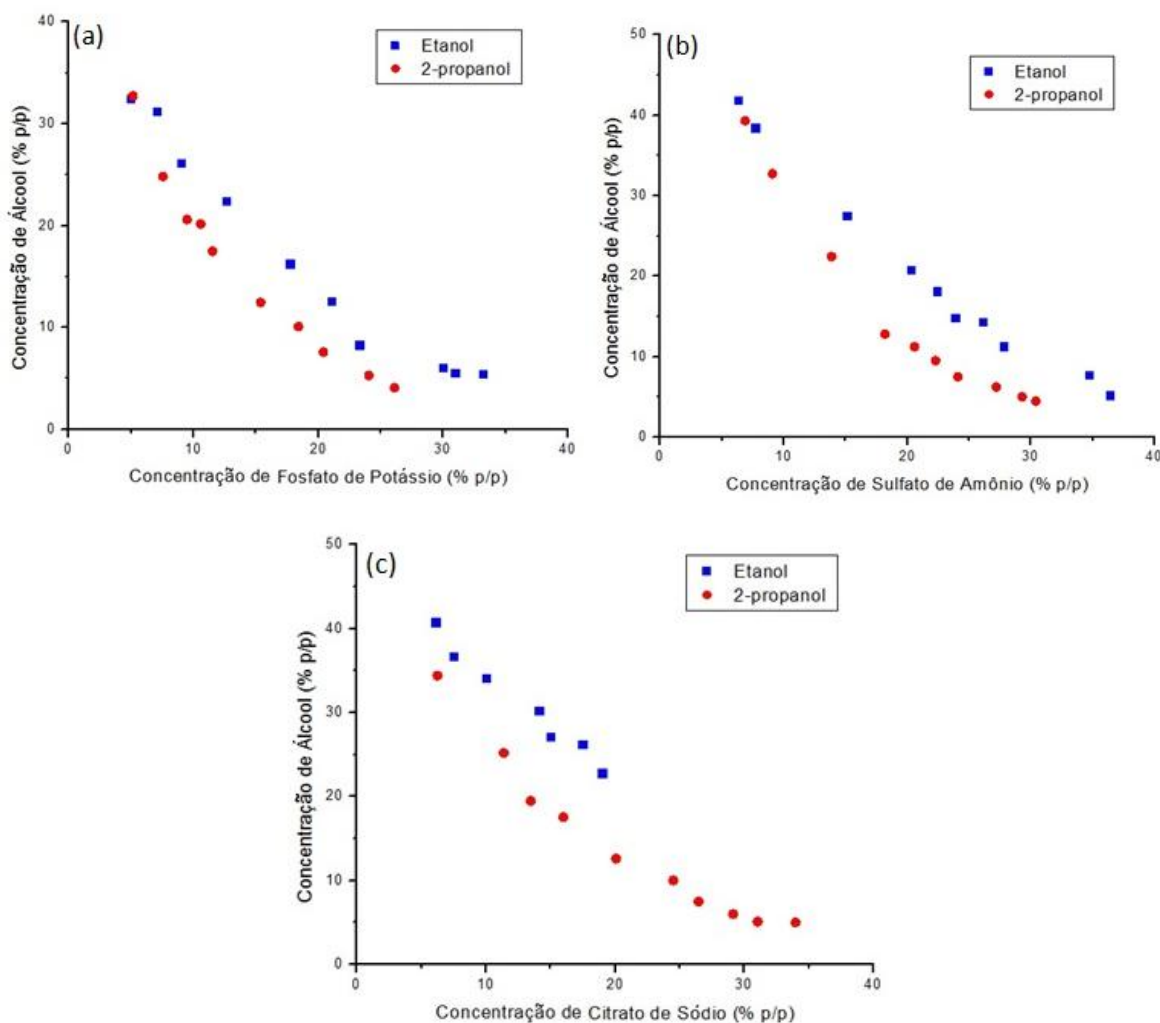 (a)
Etanol
2-propanol
Concentração de Álcool (% p/p)
40
30
20
10
0
0 10 20 30 40
Concentração de Fosfato de Potássio (% p/p)
(b)
Etanol
2-propanol
Concentração de Álcool (% p/p)
50
40
30
20
10
0
0 10 20 30 40
Concentração de Sulfato de Amônio (% p/p)
(c)
Etanol
2-propanol
Concentração de Álcool (% p/p)
50
40
30
20
10
0
0 10 20 30 40
Concentração de Citrato de Sódio (% p/p)